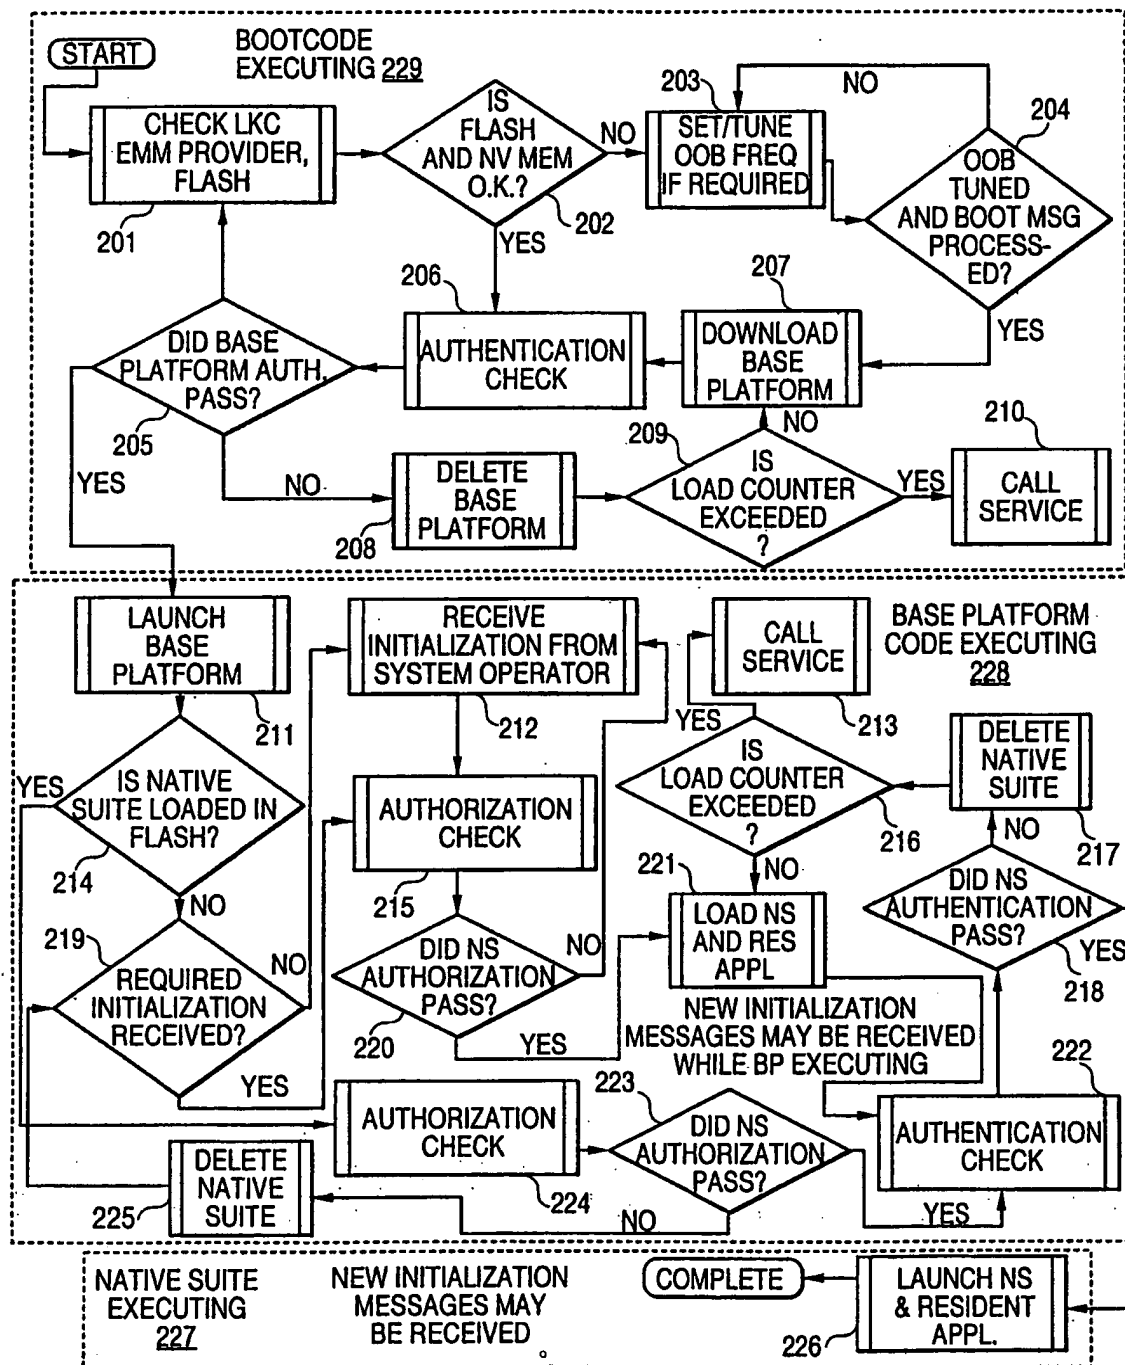 START
BOOTCODE
EXECUTING 229
CHECK LKC
EMM PROVIDER,
FLASH
201
IS
FLASH
AND NV MEM
O.K.?
202
NO
YES
203
SET/TUNE
OOB FREQ
IF REQUIRED
NO
204
OOB
TUNED
AND BOOT MSG
PROCESS-
ED?
YES
DID BASE
PLATFORM AUTH.
PASS?
205
YES
NO
206
AUTHENTICATION
CHECK
207
DOWNLOAD
BASE
PLATFORM
NO
DELETE
BASE
PLATFORM
208
209
IS
LOAD COUNTER
EXCEEDED
?
YES
210
CALL
SERVICE
LAUNCH
BASE
PLATFORM
211
RECEIVE
INITIALIZATION FROM
SYSTEM OPERATOR
212
CALL
SERVICE
213
BASE PLATFORM
CODE EXECUTING
228
YES
IS NATIVE
SUITE LOADED IN
FLASH?
214
NO
AUTHORIZATION
CHECK
215
YES
IS
LOAD COUNTER
EXCEEDED
?
216
NO
DELETE
NATIVE
SUITE
217
NO
DID NS
AUTHENTICATION
PASS?
218
YES
219
REQUIRED
INITIALIZATION
RECEIVED?
NO
YES
DID NS
AUTHORIZATION
PASS?
220
NO
YES
221
LOAD NS
AND RES
APPL
NEW INITIALIZATION
MESSAGES MAY BE RECEIVED
WHILE BP EXECUTING
222
AUTHENTICATION
CHECK
223
DID NS
AUTHORIZATION
PASS?
YES
NO
AUTHORIZATION
CHECK
224
DELETE
NATIVE
SUITE
225
NATIVE SUITE
EXECUTING
227
NEW INITIALIZATION
MESSAGES MAY
BE RECEIVED
COMPLETE
LAUNCH NS
& RESIDENT
APPL.
226